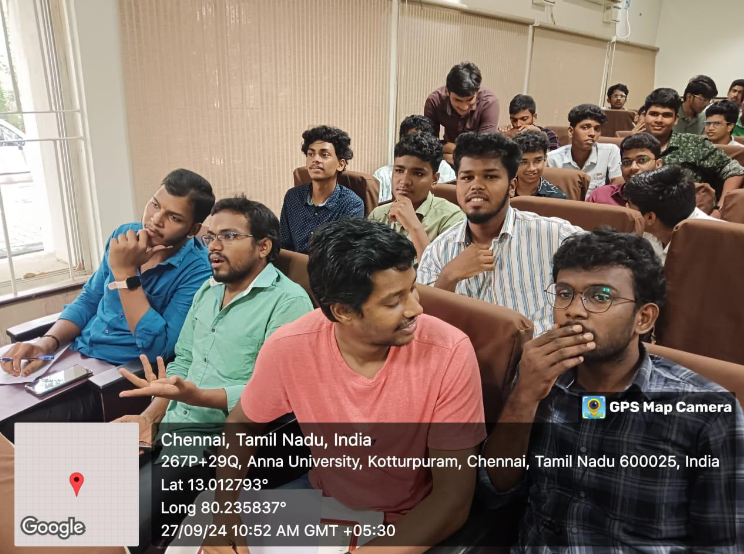 GPS Map Camera
Chennai, Tamil Nadu, India
267P+29Q, Anna University, Kotturpuram, Chennai, Tamil Nadu 600025, India
Lat 13.012793°
Long 80.235837°
27/09/24 10:52 AM GMT +05:30
Google